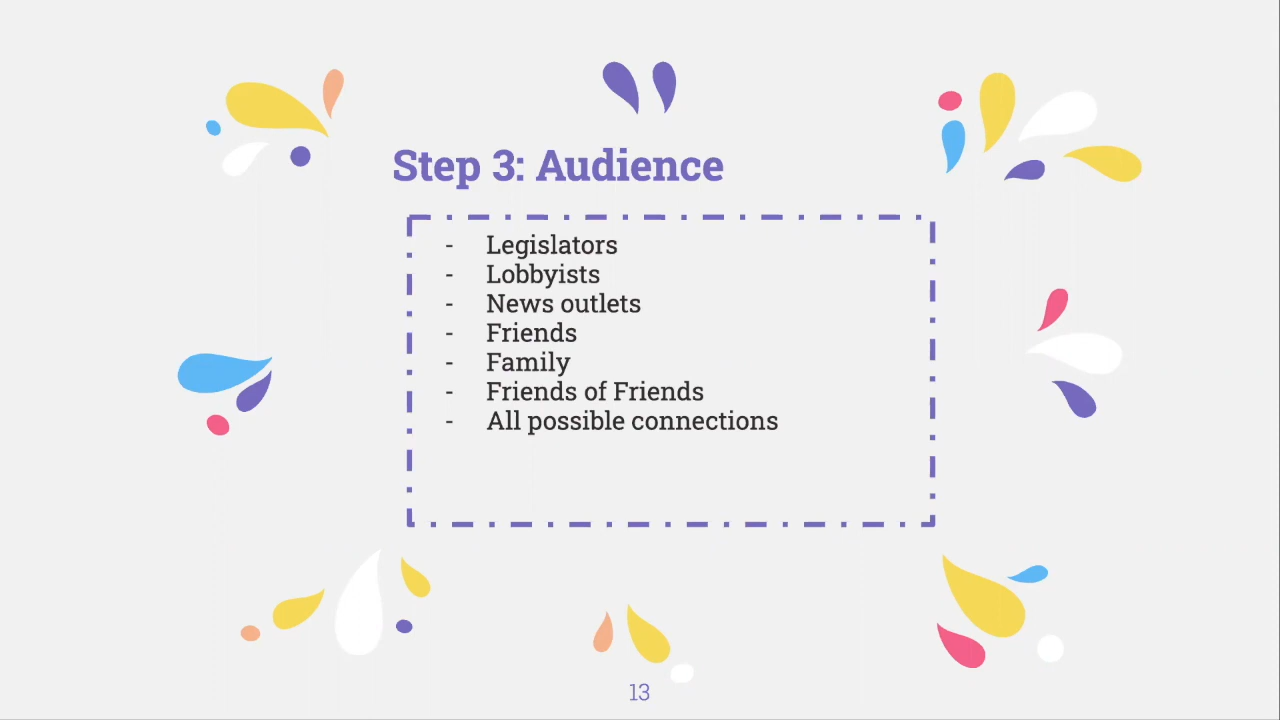 Step 3: Audience
- Legislators
- Lobbyists
- News outlets
- Friends
- Family
- Friends of Friends
- All possible connections
13